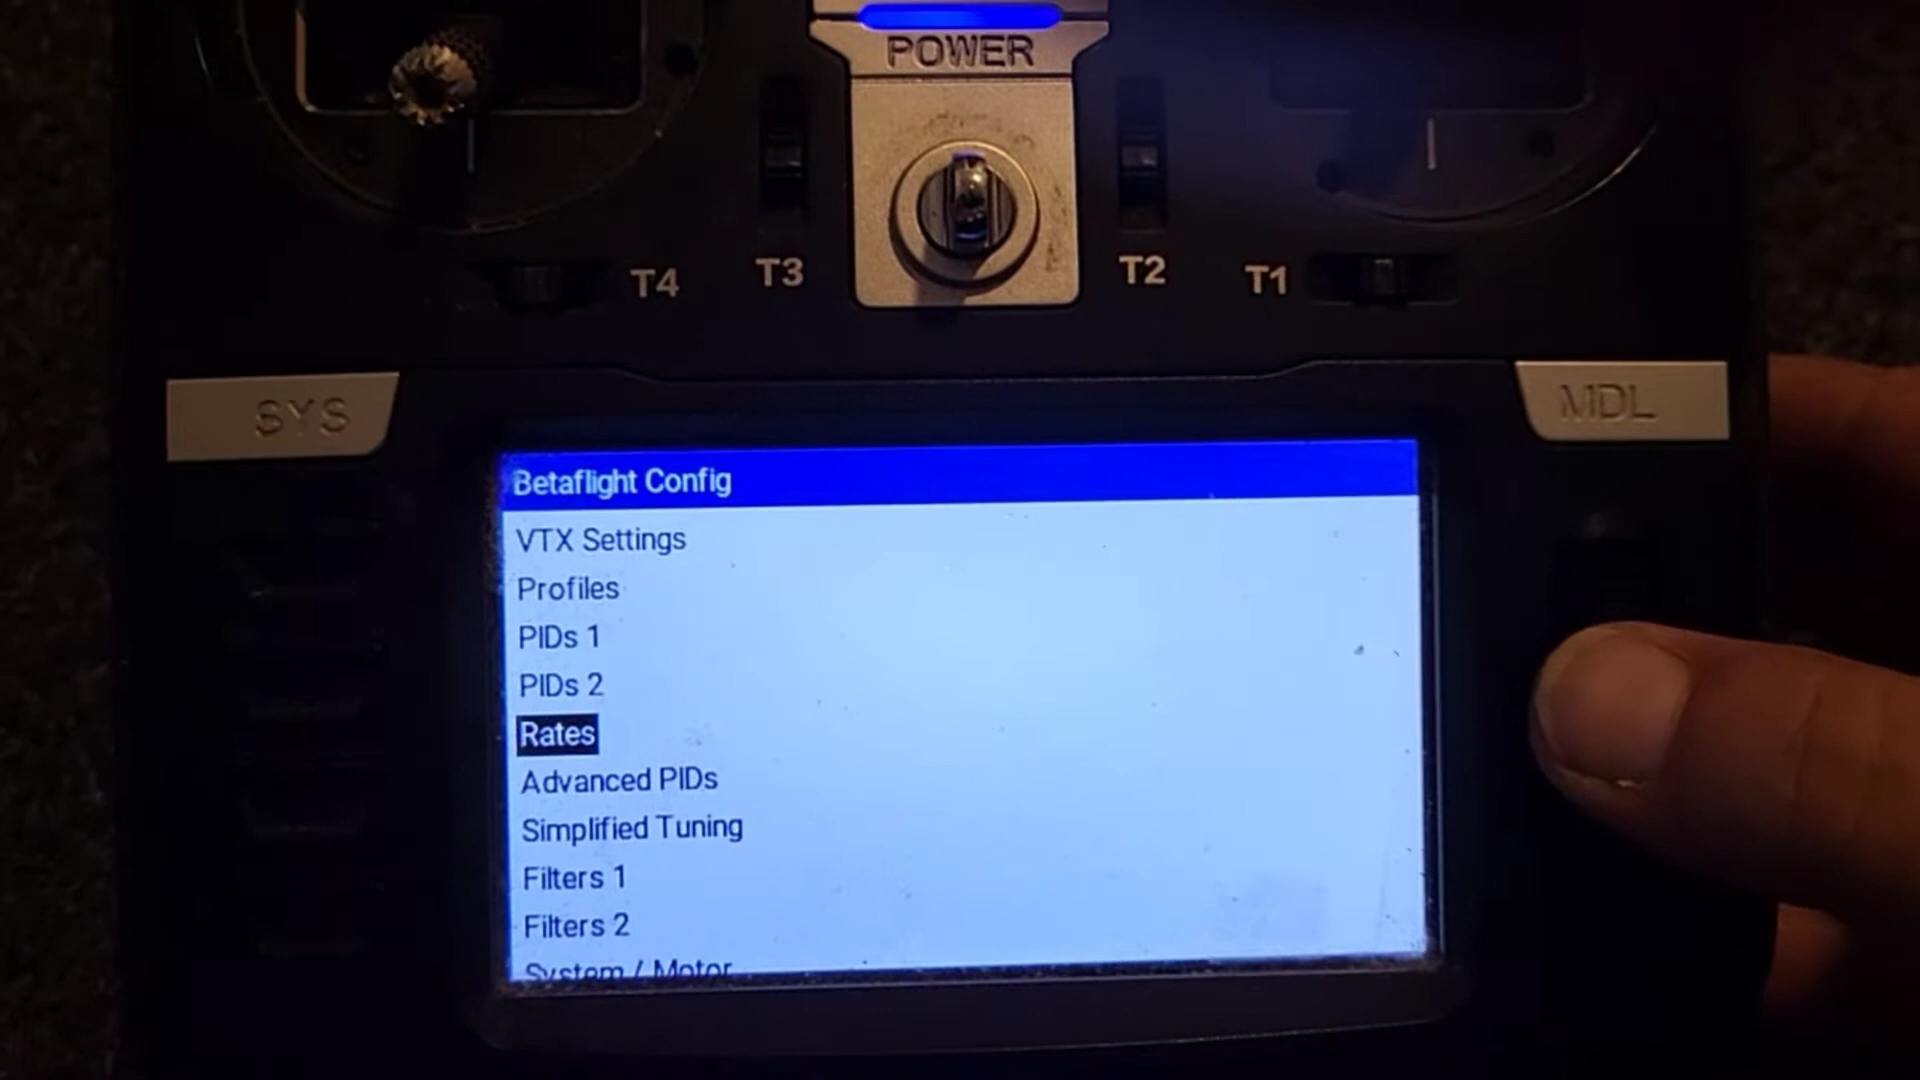 POWER
T4
T3
T2
T1
SYS
MDL
Betaflight Config
VTX Settings
Profiles
PIDs 1
PIDs 2
Rates
Advanced PIDs
Simplified Tuning
Filters 1
Filters 2
System / Motor